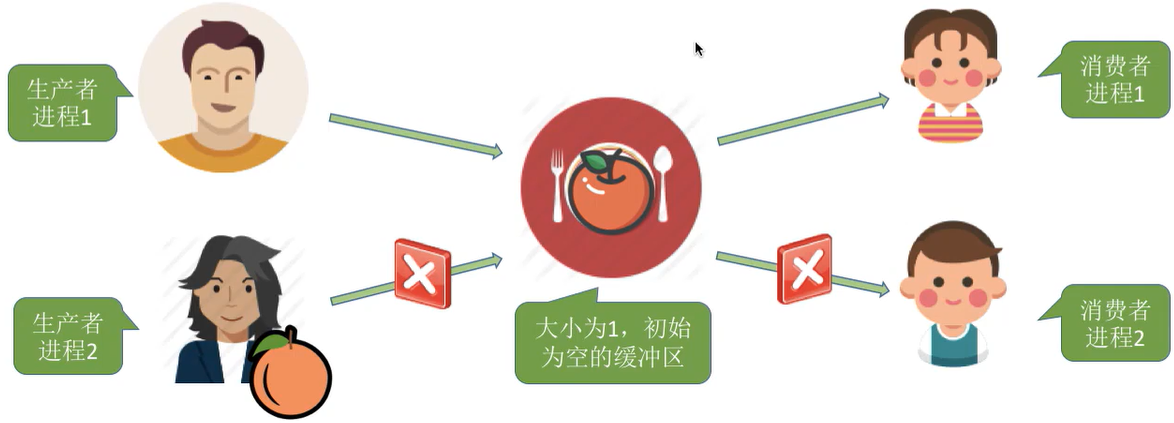 生产者
进程1
消费者
进程1
生产者
进程2
大小为1，初始
为空的缓冲区
消费者
进程2